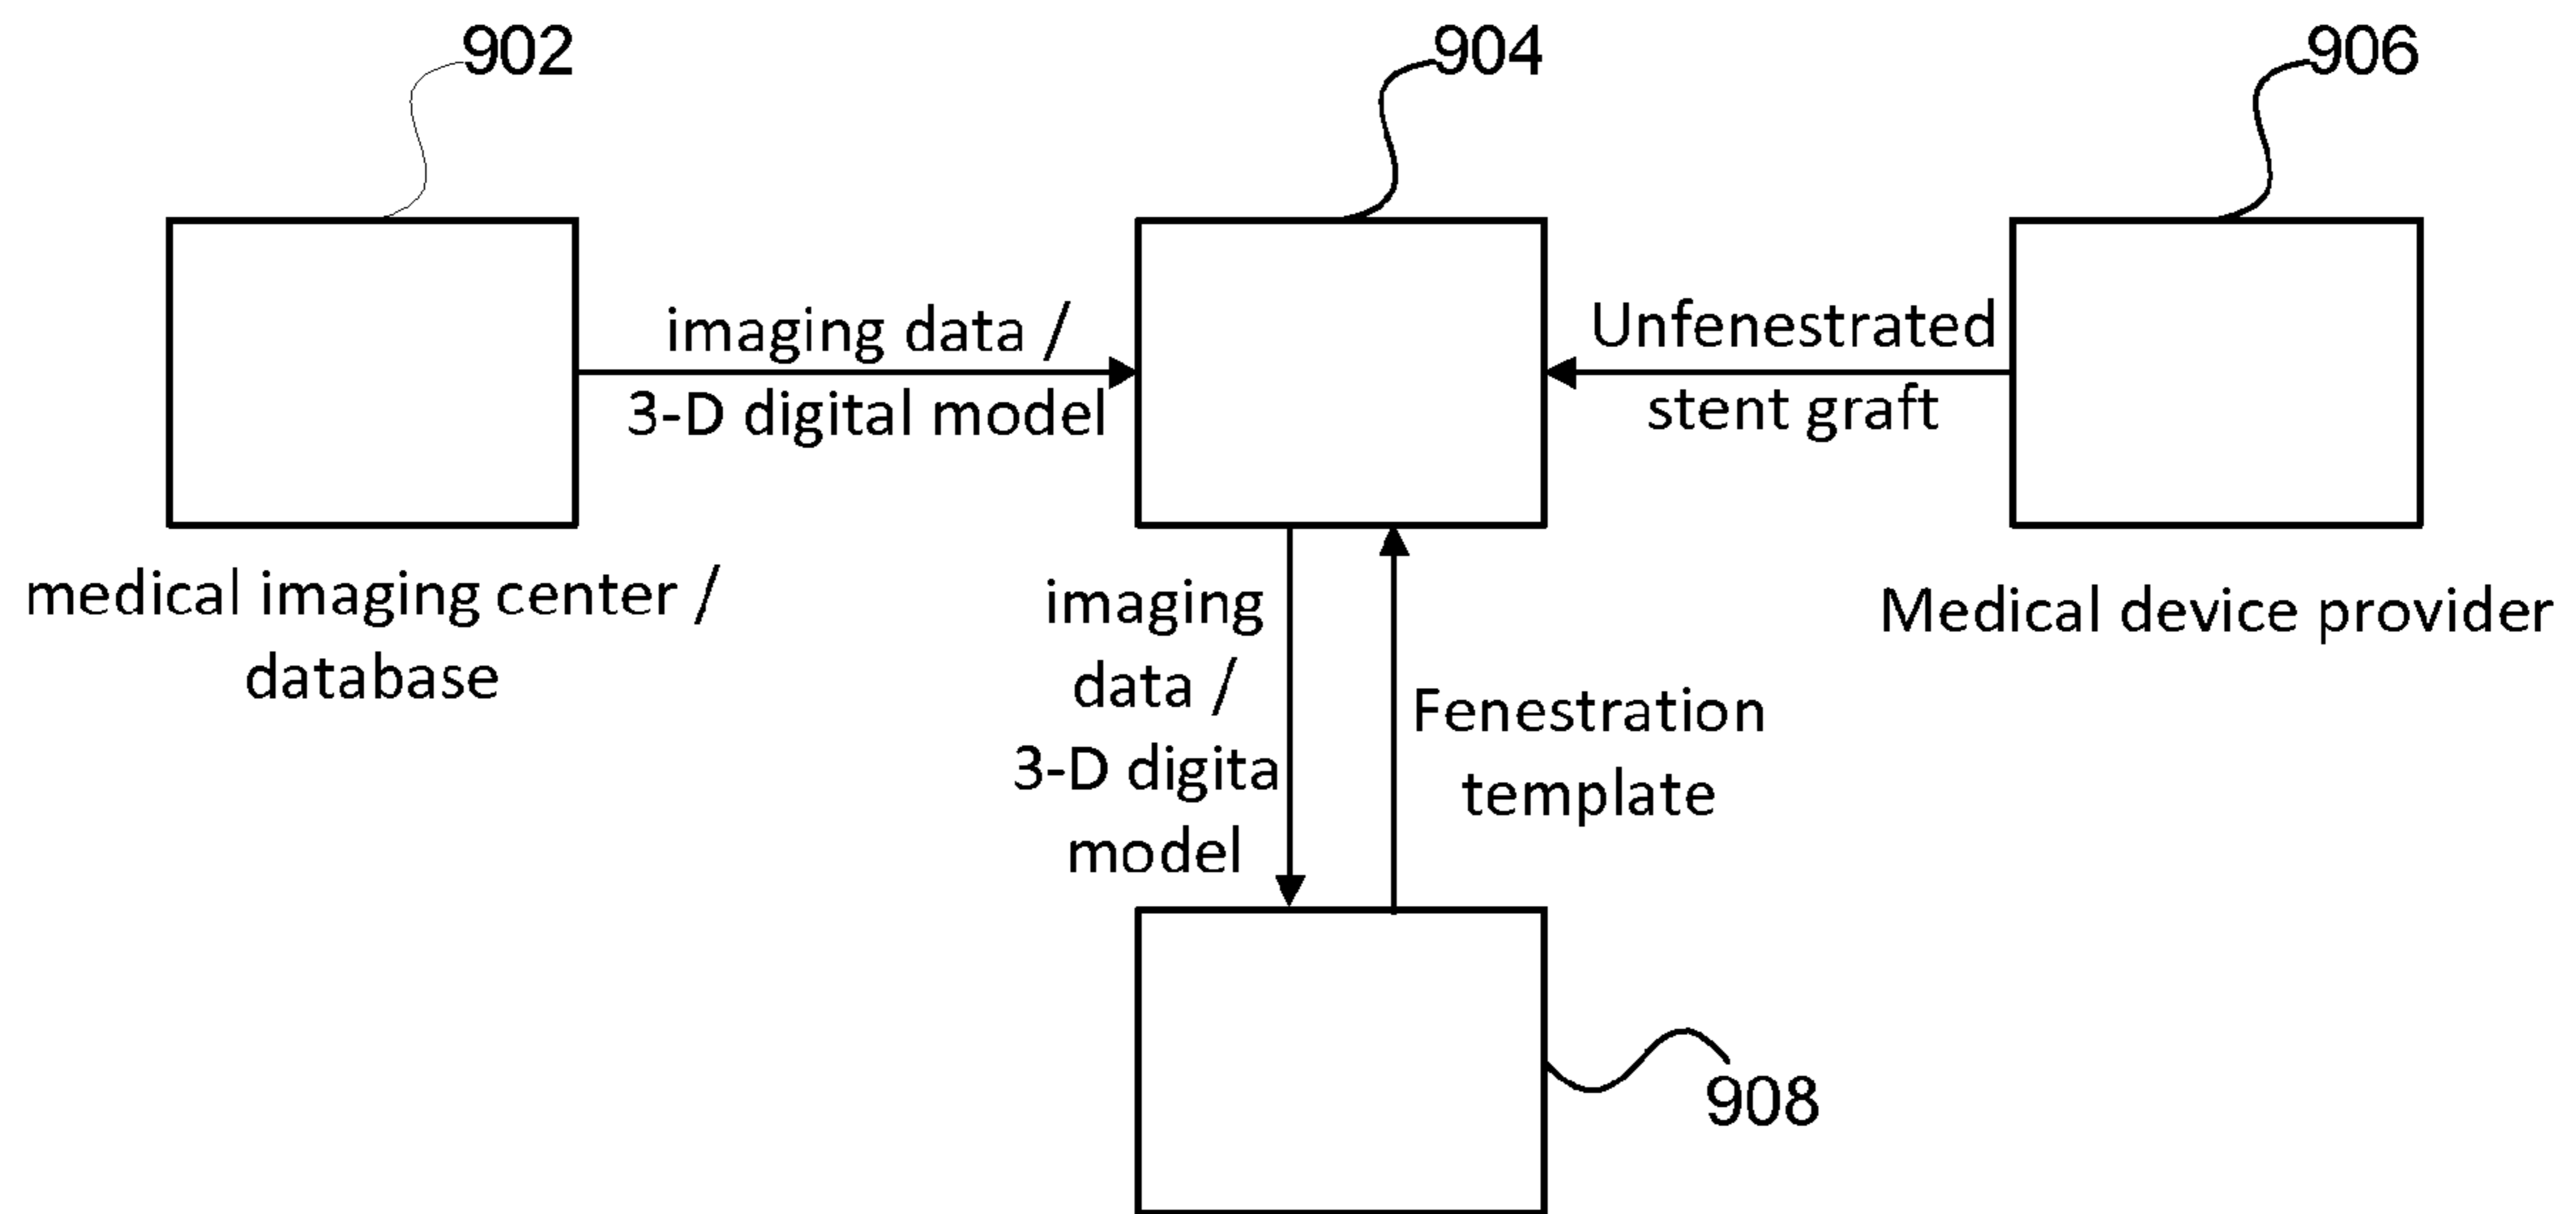 902
904
906
imaging data /
3-D digital model
Unfenestrated
stent graft
medical imaging center /
database
Medical device provider
imaging
data /
3-D digita
model
Fenestration
template
908